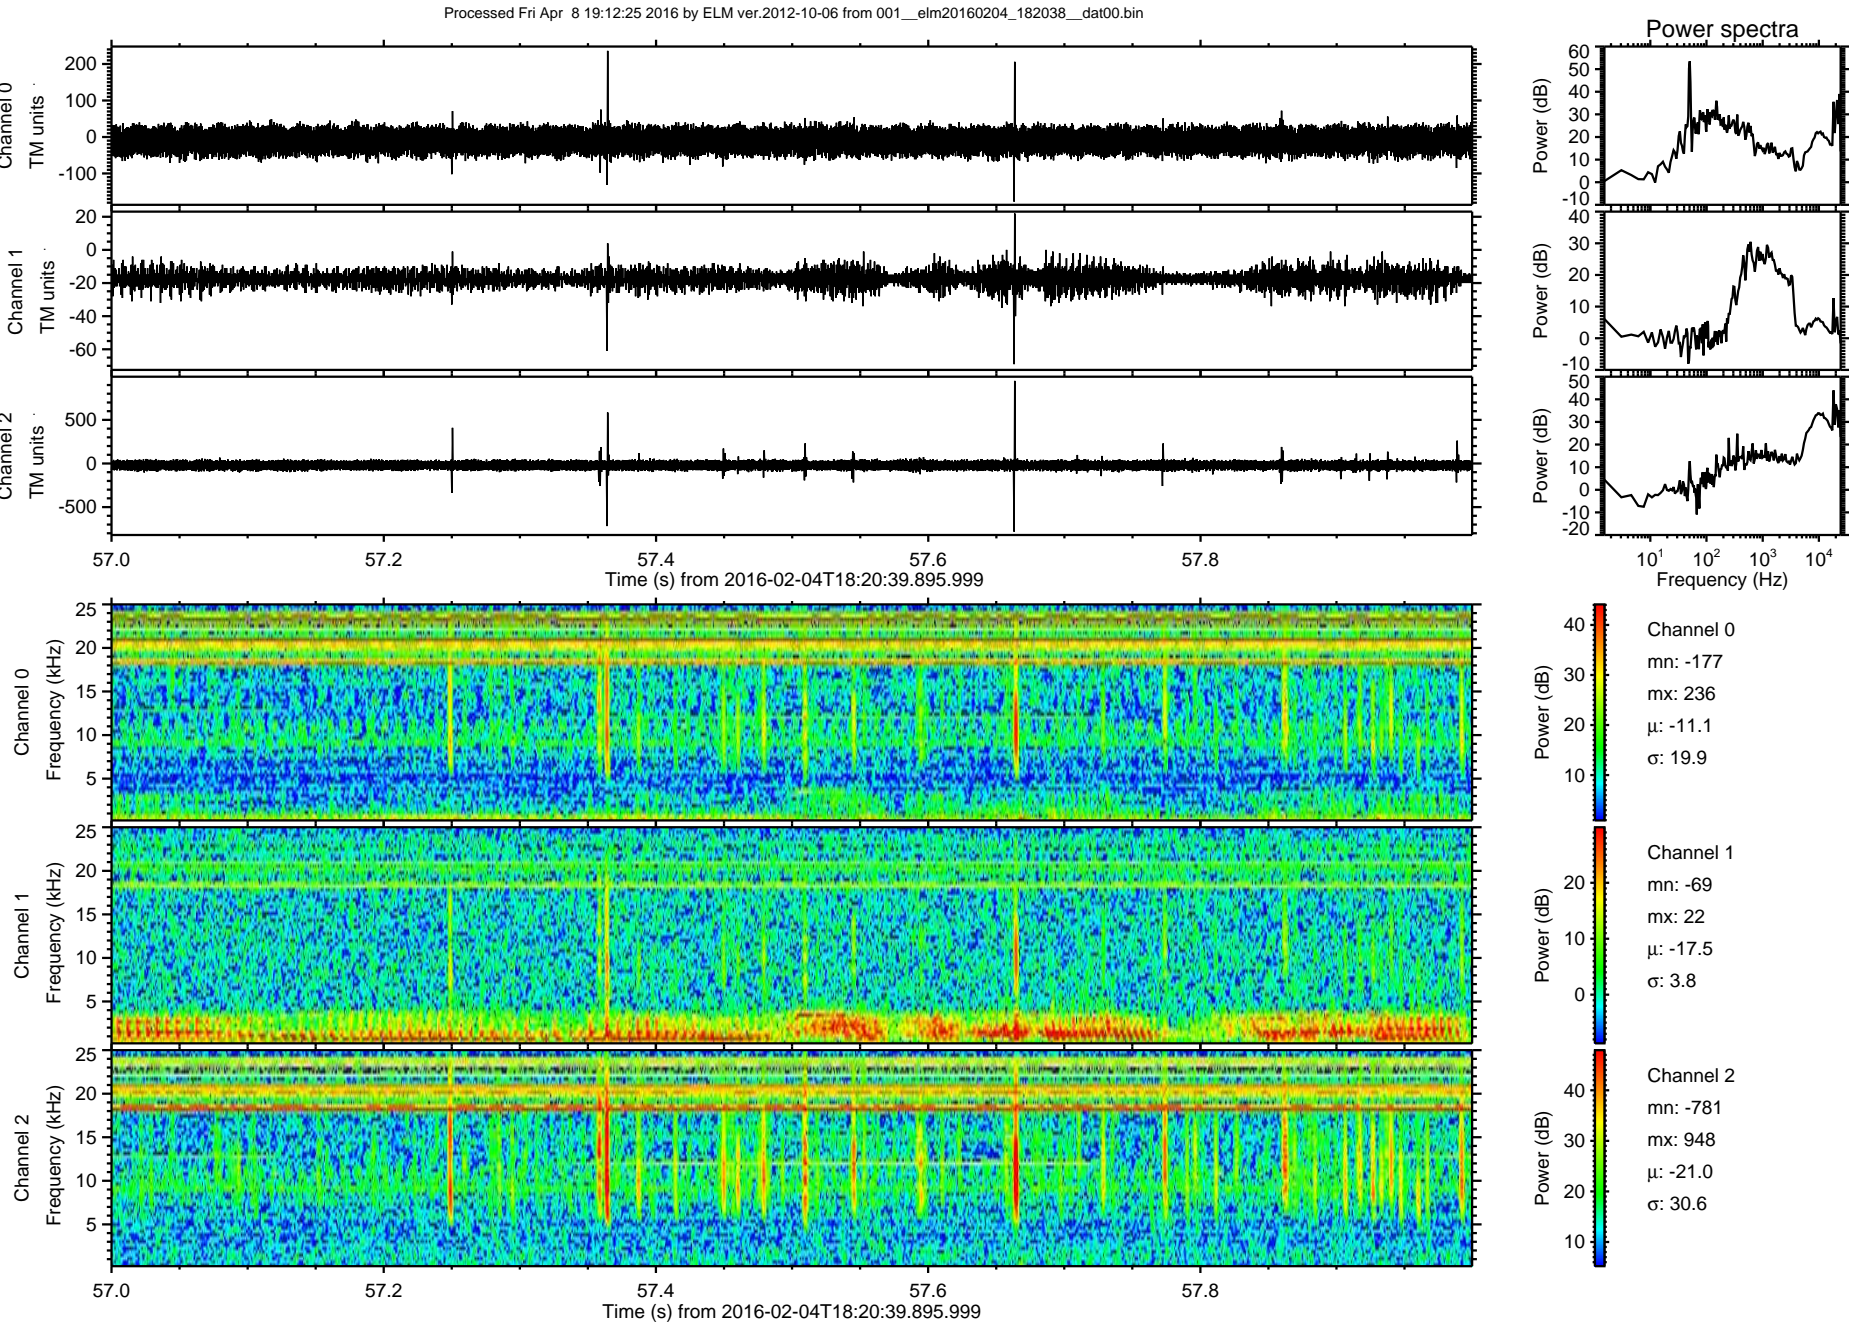 Processed Fri Apr  8 19:12:25 2016 by ELM ver.2012-10-06 from 001__elm20160204_182038__dat00.bin
Power spectra
Channel 0
TM units
200
100
0
-100
Power (dB)
60
50
40
30
20
10
0
-10
Channel 1
TM units
20
0
-20
-40
-60
Power (dB)
40
30
20
10
0
-10
Channel 2
TM units
500
0
-500
Power (dB)
50
40
30
20
10
0
-10
-20
57.0 57.2 57.4 57.6 57.8
Time (s) from 2016-02-04T18:20:39.895.999
10¹ 10² 10³ 10⁴
Frequency (Hz)
Channel 0
Frequency (kHz)
25
20
15
10
5
Power (dB)
40
30
20
10
Channel 0
mn: -177
mx: 236
μ: -11.1
σ: 19.9
Channel 1
Frequency (kHz)
25
20
15
10
5
Power (dB)
20
10
0
Channel 1
mn: -69
mx: 22
μ: -17.5
σ: 3.8
Channel 2
Frequency (kHz)
25
20
15
10
5
Power (dB)
40
30
20
10
Channel 2
mn: -781
mx: 948
μ: -21.0
σ: 30.6
57.0 57.2 57.4 57.6 57.8
Time (s) from 2016-02-04T18:20:39.895.999